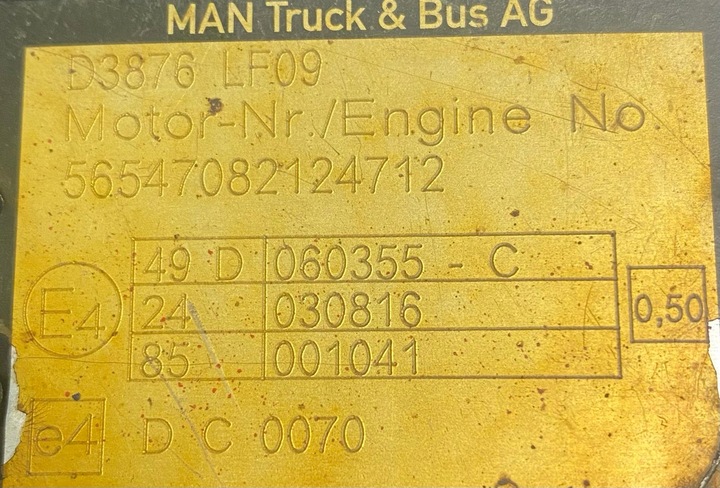 MAN Truck & Bus AG
D3876 LF09
Motor-Nr./Engine No.
56547082124712
49 D 060355 - C
E4 24 030816 0,50
85 001041
e4 D C 0070